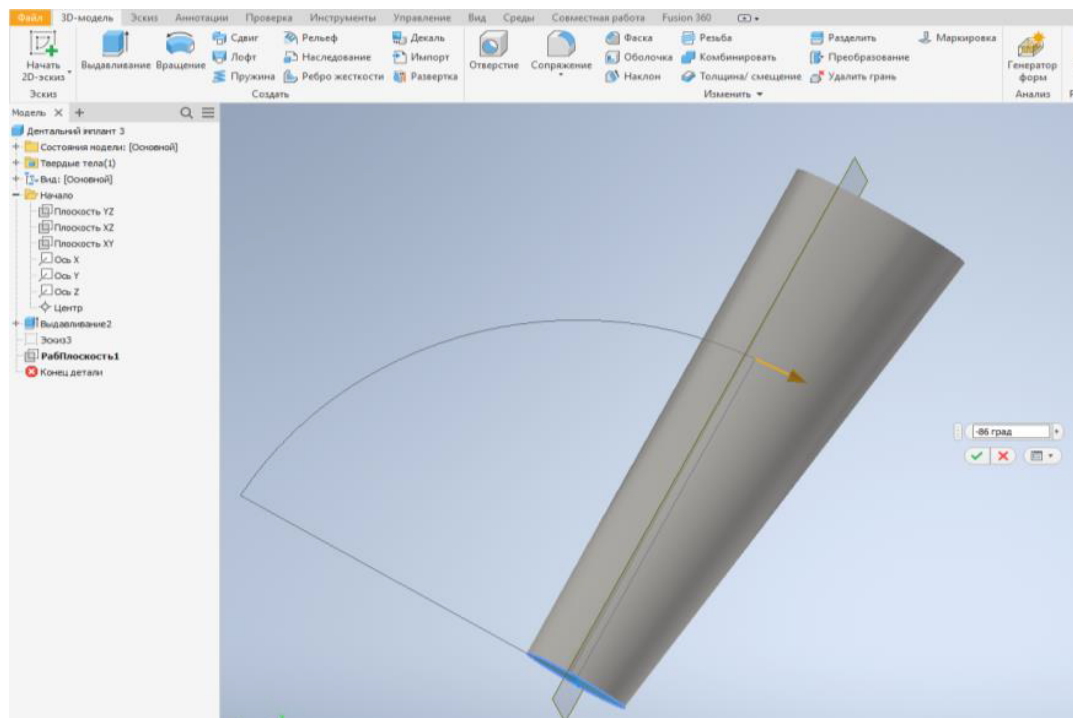 Файл 3D-модель Эскиз Аннотации Проверка Инструменты Управление Вид Среды Совместная работа Fusion 360
Начать
2D-эскиз
Эскиз
Выдавливание
Вращение
Сдвиг
Лофт
Пружина
Рельеф
Наследование
Ребро жесткости
Декаль
Импорт
Развертка
Создать
Отверстие
Сопряжение
Фаска
Оболочка
Наклон
Резьба
Комбинировать
Толщина/ смещение
Разделить
Преобразование
Удалить грань
Маркировка
Изменить
Генератор
форм
Анализ
Модель
Дентальный имплант 3
Состояния модели: [Основной]
Твердые тела(1)
Вид: [Основной]
Начало
Плоскость YZ
Плоскость XZ
Плоскость XY
Ось X
Ось Y
Ось Z
Центр
Выдавливание2
Эскиз3
РабПлоскость1
Конец детали
-86 град